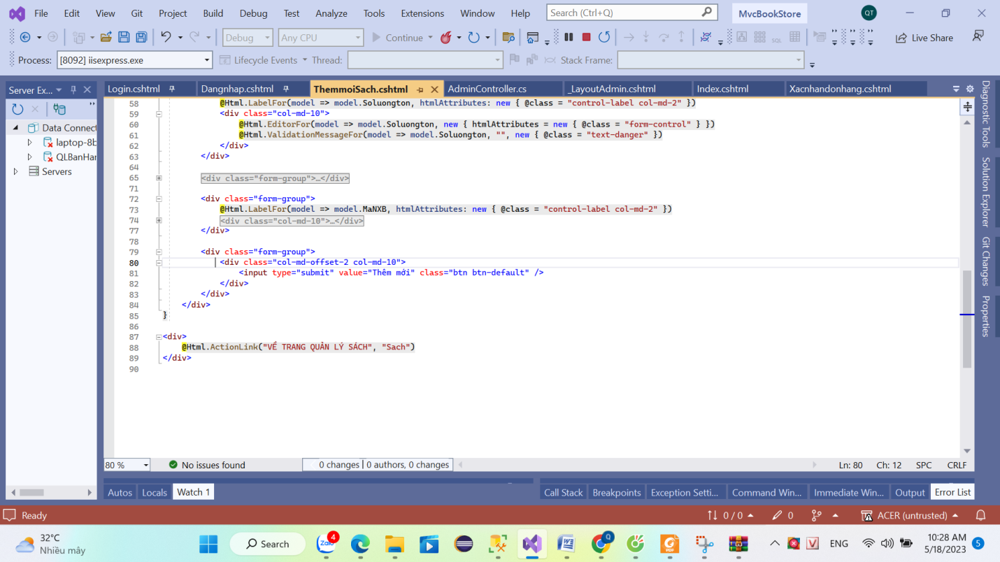 File Edit View Git Project Build Debug Test Analyze Tools Extensions Window Help Search (Ctrl+Q) MvcBookStore QT
Debug Any CPU Continue Live Share
Process: [8092] iisexpress.exe Lifecycle Events Thread: Stack Frame:
Server Ex... Login.cshtml Dangnhap.cshtml ThemmoiSach.cshtml AdminController.cs _LayoutAdmin.cshtml Index.cshtml Xacnhandonhang.cshtml
Data Connect
laptop-8b
QLBanHar
Servers
58 @Html.LabelFor(model => model.Soluongton, htmlAttributes: new { @class = "control-label col-md-2" })
59 <div class="col-md-10">
60 @Html.EditorFor(model => model.Soluongton, new { htmlAttributes = new { @class = "form-control" } })
61 @Html.ValidationMessageFor(model => model.Soluongton, "", new { @class = "text-danger" })
62 </div>
63 </div>
64
65 <div class="form-group">…</div>
71
72 <div class="form-group">
73 @Html.LabelFor(model => model.MaNXB, htmlAttributes: new { @class = "control-label col-md-2" })
74 <div class="col-md-10">…</div>
77 </div>
78
79 <div class="form-group">
80 <div class="col-md-offset-2 col-md-10">
81 <input type="submit" value="Thêm mới" class="btn btn-default" />
82 </div>
83 </div>
84 </div>
85 }
86
87 <div>
88 @Html.ActionLink("VỀ TRANG QUẢN LÝ SÁCH", "Sach")
89 </div>
90
Diagnostic Tools
Solution Explorer
Git Changes
Properties
80 % No issues found 0 changes | 0 authors, 0 changes Ln: 80 Ch: 12 SPC CRLF
Autos Locals Watch 1 Call Stack Breakpoints Exception Setti... Command Win... Immediate Win... Output Error List
Ready 0 / 0 0 ACER (untrusted)
32°C
Nhiều mây
Search
Zalo 4
Q
ENG
10:28 AM
5/18/2023
5